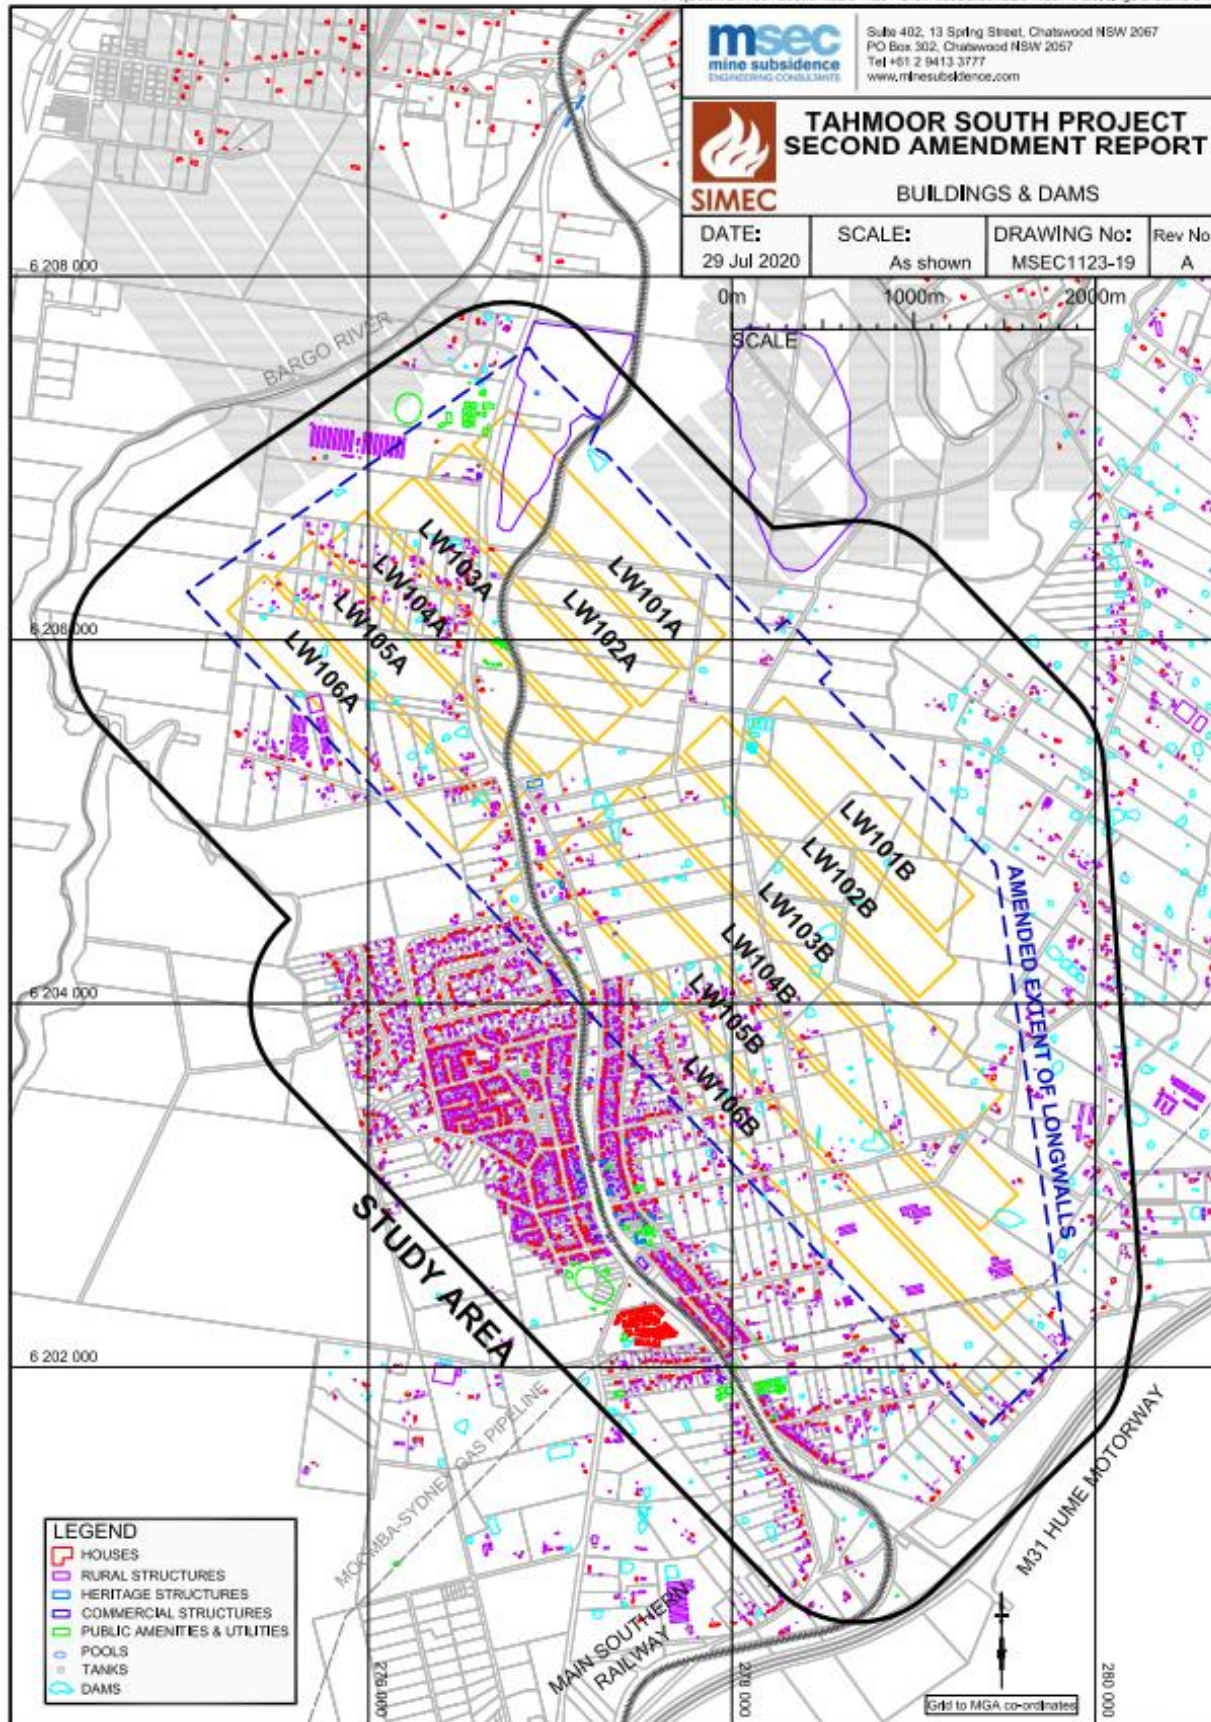 msec
mine subsidence
ENGINEERING CONSULTANTS
Suite 402, 13 Spring Street, Chatswood NSW 2067
PO Box 302, Chatswood NSW 2057
Tel +61 2 9413 3777
www.minesubsidence.com
SIMEC
TAHMOOR SOUTH PROJECT
SECOND AMENDMENT REPORT
BUILDINGS & DAMS
DATE:
29 Jul 2020
SCALE:
As shown
DRAWING No:
MSEC1123-19
Rev No
A
6 208 000
0m 1000m 2000m
SCALE
BARGO RIVER
LW101A
LW102A
LW103A
LW104A
LW105A
LW106A
6 208 000
LW101B
LW102B
LW103B
LW104B
LW105B
LW106B
AMENDED EXTENT OF LONGWALLS
6 204 000
STUDY AREA
6 202 000
MOOMBA-SYDNEY GAS PIPELINE
M31 HUME MOTORWAY
MAIN SOUTHERN
RAILWAY
LEGEND
HOUSES
RURAL STRUCTURES
HERITAGE STRUCTURES
COMMERCIAL STRUCTURES
PUBLIC AMENITIES & UTILITIES
POOLS
TANKS
DAMS
276 000
278 000
280 000
Grid to MGA co-ordinates